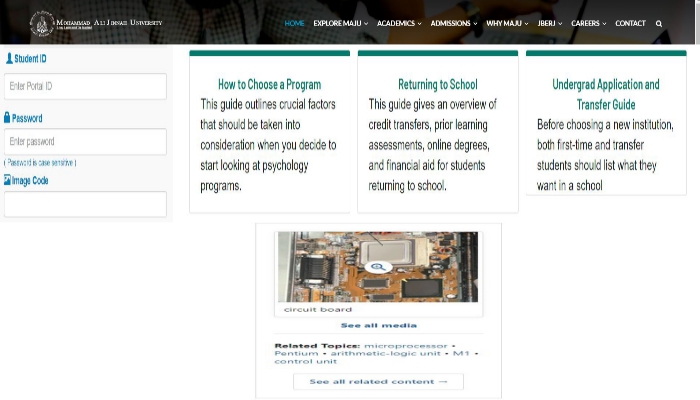 MOHAMMAD ALI JINNAH UNIVERSITY
HOME EXPLORE MAJU ACADEMICS ADMISSIONS WHY MAJU JBERJ CAREERS CONTACT
Student ID
Enter Portal ID
Password
Enter password
( Password is case sensitive )
Image Code
How to Choose a Program
This guide outlines crucial factors
that should be taken into
consideration when you decide to
start looking at psychology
programs.
Returning to School
This guide gives an overview of
credit transfers, prior learning
assessments, online degrees,
and financial aid for students
returning to school.
Undergrad Application and
Transfer Guide
Before choosing a new institution,
both first-time and transfer
students should list what they
want in a school
circuit board
See all media
Related Topics: microprocessor •
Pentium • arithmetic-logic unit • M1 •
control unit
See all related content →